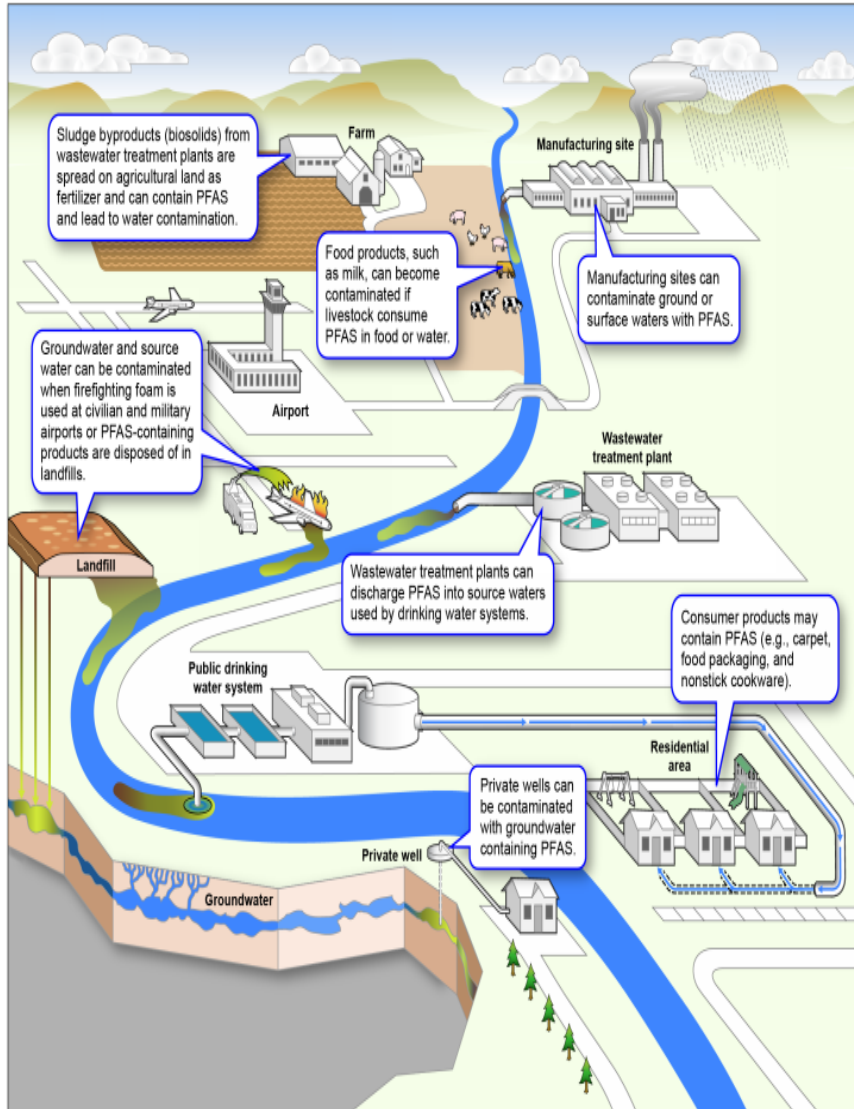 Farm
Manufacturing site
Sludge byproducts (biosolids) from
wastewater treatment plants are
spread on agricultural land as
fertilizer and can contain PFAS
and lead to water contamination.
Food products, such
as milk, can become
contaminated if
livestock consume
PFAS in food or water.
Manufacturing sites can
contaminate ground or
surface waters with PFAS.
Groundwater and source
water can be contaminated
when firefighting foam is
used at civilian and military
airports or PFAS-containing
products are disposed of in
landfills.
Airport
Wastewater
treatment plant
Landfill
Wastewater treatment plants can
discharge PFAS into source waters
used by drinking water systems.
Consumer products may
contain PFAS (e.g., carpet,
food packaging, and
nonstick cookware).
Public drinking
water system
Residential
area
Private wells can
be contaminated
with groundwater
containing PFAS.
Private well
Groundwater